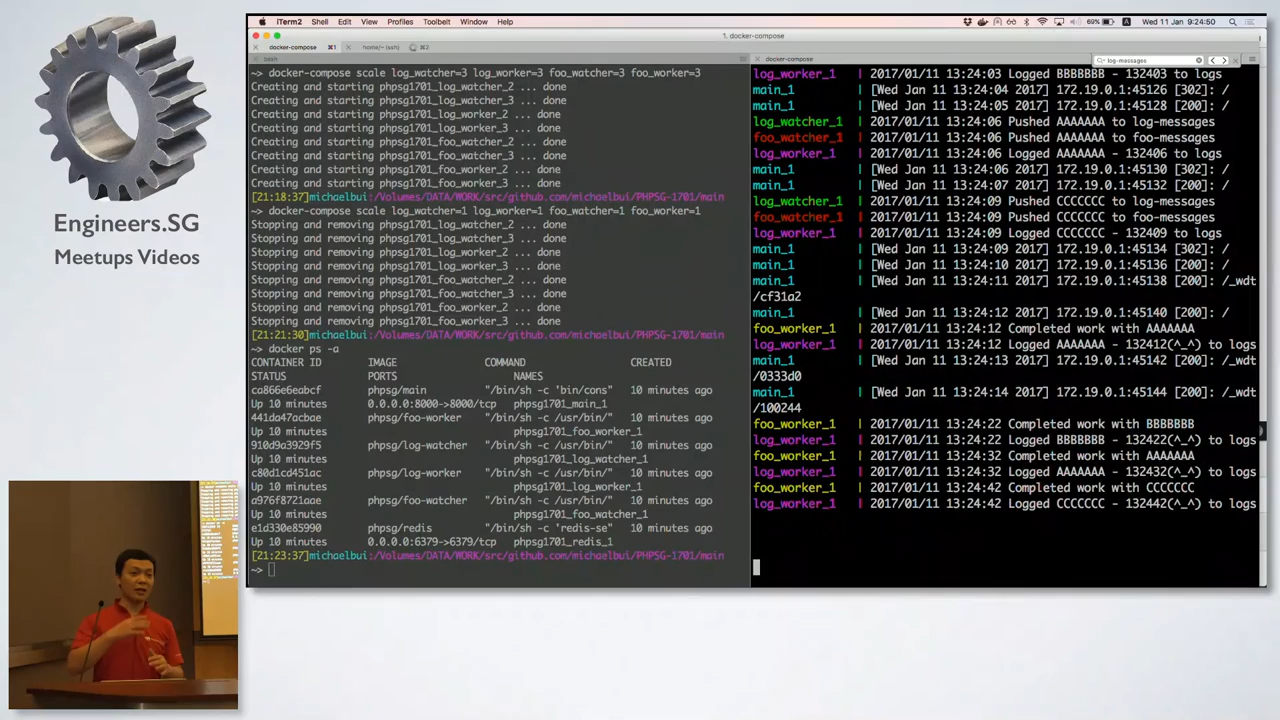 iTerm2 Shell Edit View Profiles Toolbelt Window Help
69% Wed 11 Jan 9:24:50
1. docker-compose
docker-compose ⌘1
home/~ (ssh)
⌘2
bash
~> docker-compose scale log_watcher=3 log_worker=3 foo_watcher=3 foo_worker=3
Creating and starting phpsg1701_log_watcher_2 ... done
Creating and starting phpsg1701_log_watcher_3 ... done
Creating and starting phpsg1701_log_worker_2 ... done
Creating and starting phpsg1701_log_worker_3 ... done
Creating and starting phpsg1701_foo_watcher_2 ... done
Creating and starting phpsg1701_foo_watcher_3 ... done
Creating and starting phpsg1701_foo_worker_2 ... done
Creating and starting phpsg1701_foo_worker_3 ... done
[21:18:37]michaelbui:/Volumes/DATA/WORK/src/github.com/michaelbui/PHPSG-1701/main
~> docker-compose scale log_watcher=1 log_worker=1 foo_watcher=1 foo_worker=1
Stopping and removing phpsg1701_log_watcher_2 ... done
Stopping and removing phpsg1701_log_watcher_3 ... done
Stopping and removing phpsg1701_log_worker_2 ... done
Stopping and removing phpsg1701_log_worker_3 ... done
Stopping and removing phpsg1701_foo_watcher_2 ... done
Stopping and removing phpsg1701_foo_watcher_3 ... done
Stopping and removing phpsg1701_foo_worker_2 ... done
Stopping and removing phpsg1701_foo_worker_3 ... done
[21:21:30]michaelbui:/Volumes/DATA/WORK/src/github.com/michaelbui/PHPSG-1701/main
~> docker ps -a
CONTAINER ID IMAGE COMMAND CREATED
STATUS PORTS NAMES
ca866e6eabcf phpsg/main "/bin/sh -c 'bin/cons" 10 minutes ago
Up 10 minutes 0.0.0.0:8000->8000/tcp phpsg1701_main_1
441da47acbae phpsg/foo-worker "/bin/sh -c /usr/bin/" 10 minutes ago
Up 10 minutes phpsg1701_foo_worker_1
910d9a3929f5 phpsg/log-watcher "/bin/sh -c /usr/bin/" 10 minutes ago
Up 10 minutes phpsg1701_log_watcher_1
c80d1cd451ac phpsg/log-worker "/bin/sh -c /usr/bin/" 10 minutes ago
Up 10 minutes phpsg1701_log_worker_1
a976f8721aae phpsg/foo-watcher "/bin/sh -c /usr/bin/" 10 minutes ago
Up 10 minutes phpsg1701_foo_watcher_1
e1d330e85990 phpsg/redis "/bin/sh -c 'redis-se" 10 minutes ago
Up 10 minutes 0.0.0.0:6379->6379/tcp phpsg1701_redis_1
[21:23:37]michaelbui:/Volumes/DATA/WORK/src/github.com/michaelbui/PHPSG-1701/main
~>
docker-compose
log-messages
log_worker_1 | 2017/01/11 13:24:03 Logged BBBBBBB - 132403 to logs
main_1 | [Wed Jan 11 13:24:04 2017] 172.19.0.1:45126 [302]: /
main_1 | [Wed Jan 11 13:24:05 2017] 172.19.0.1:45128 [200]: /
log_watcher_1 | 2017/01/11 13:24:06 Pushed AAAAAAA to log-messages
foo_watcher_1 | 2017/01/11 13:24:06 Pushed AAAAAAA to foo-messages
log_worker_1 | 2017/01/11 13:24:06 Logged AAAAAAA - 132406 to logs
main_1 | [Wed Jan 11 13:24:06 2017] 172.19.0.1:45130 [302]: /
main_1 | [Wed Jan 11 13:24:07 2017] 172.19.0.1:45132 [200]: /
log_watcher_1 | 2017/01/11 13:24:09 Pushed CCCCCCC to log-messages
foo_watcher_1 | 2017/01/11 13:24:09 Pushed CCCCCCC to foo-messages
log_worker_1 | 2017/01/11 13:24:09 Logged CCCCCCC - 132409 to logs
main_1 | [Wed Jan 11 13:24:09 2017] 172.19.0.1:45134 [302]: /
main_1 | [Wed Jan 11 13:24:10 2017] 172.19.0.1:45136 [200]: /
main_1 | [Wed Jan 11 13:24:11 2017] 172.19.0.1:45138 [200]: /_wdt
/cf31a2
main_1 | [Wed Jan 11 13:24:12 2017] 172.19.0.1:45140 [200]: /
foo_worker_1 | 2017/01/11 13:24:12 Completed work with AAAAAAA
log_worker_1 | 2017/01/11 13:24:12 Logged AAAAAAA - 132412(^_^) to logs
main_1 | [Wed Jan 11 13:24:13 2017] 172.19.0.1:45142 [200]: /_wdt
/0333d0
main_1 | [Wed Jan 11 13:24:14 2017] 172.19.0.1:45144 [200]: /_wdt
/100244
foo_worker_1 | 2017/01/11 13:24:22 Completed work with BBBBBBB
log_worker_1 | 2017/01/11 13:24:22 Logged BBBBBBB - 132422(^_^) to logs
foo_worker_1 | 2017/01/11 13:24:32 Completed work with AAAAAAA
log_worker_1 | 2017/01/11 13:24:32 Logged AAAAAAA - 132432(^_^) to logs
foo_worker_1 | 2017/01/11 13:24:42 Completed work with CCCCCCC
log_worker_1 | 2017/01/11 13:24:42 Logged CCCCCCC - 132442(^_^) to logs
Engineers.SG
Meetups Videos